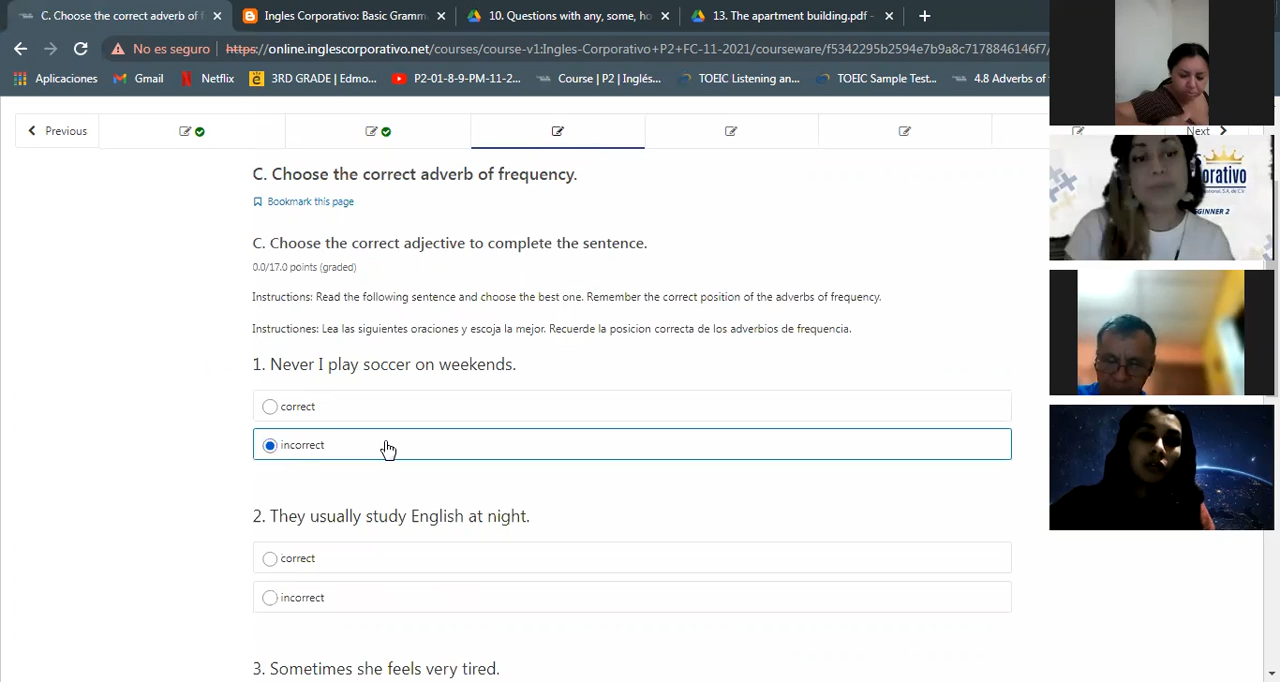 C. Choose the correct adverb of f
Ingles Corporativo: Basic Gramm
10. Questions with any, some, ho
13. The apartment building.pdf -
No es seguro
https://online.inglescorporativo.net/courses/course-v1:Ingles-Corporativo+P2+FC-11-2021/courseware/f5342295b2594e7b9a8c7178846146f7/
Aplicaciones
Gmail
Netflix
3RD GRADE | Edmo...
P2-01-8-9-PM-11-2...
Course | P2 | Inglés...
TOEIC Listening an...
TOEIC Sample Test...
4.8 Adverbs of
Previous
Next
C. Choose the correct adverb of frequency.
Bookmark this page
C. Choose the correct adjective to complete the sentence.
0.0/17.0 points (graded)
Instructions: Read the following sentence and choose the best one. Remember the correct position of the adverbs of frequency.
Instructiones: Lea las siguientes oraciones y escoja la mejor. Recuerde la posicion correcta de los adverbios de frequencia.
1. Never I play soccer on weekends.
correct
incorrect
2. They usually study English at night.
correct
incorrect
3. Sometimes she feels very tired.
orativo
GINNER 2